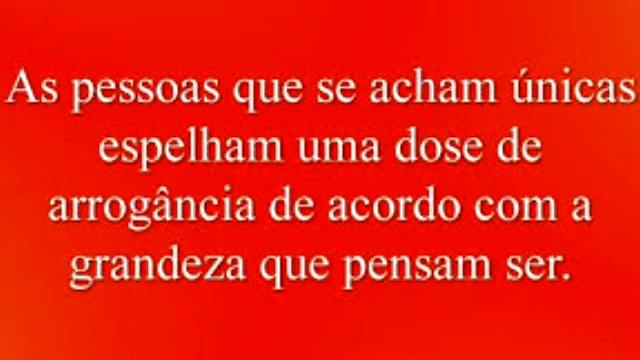 As pessoas que se acham únicas
espelham uma dose de
arrogância de acordo com a
grandeza que pensam ser.